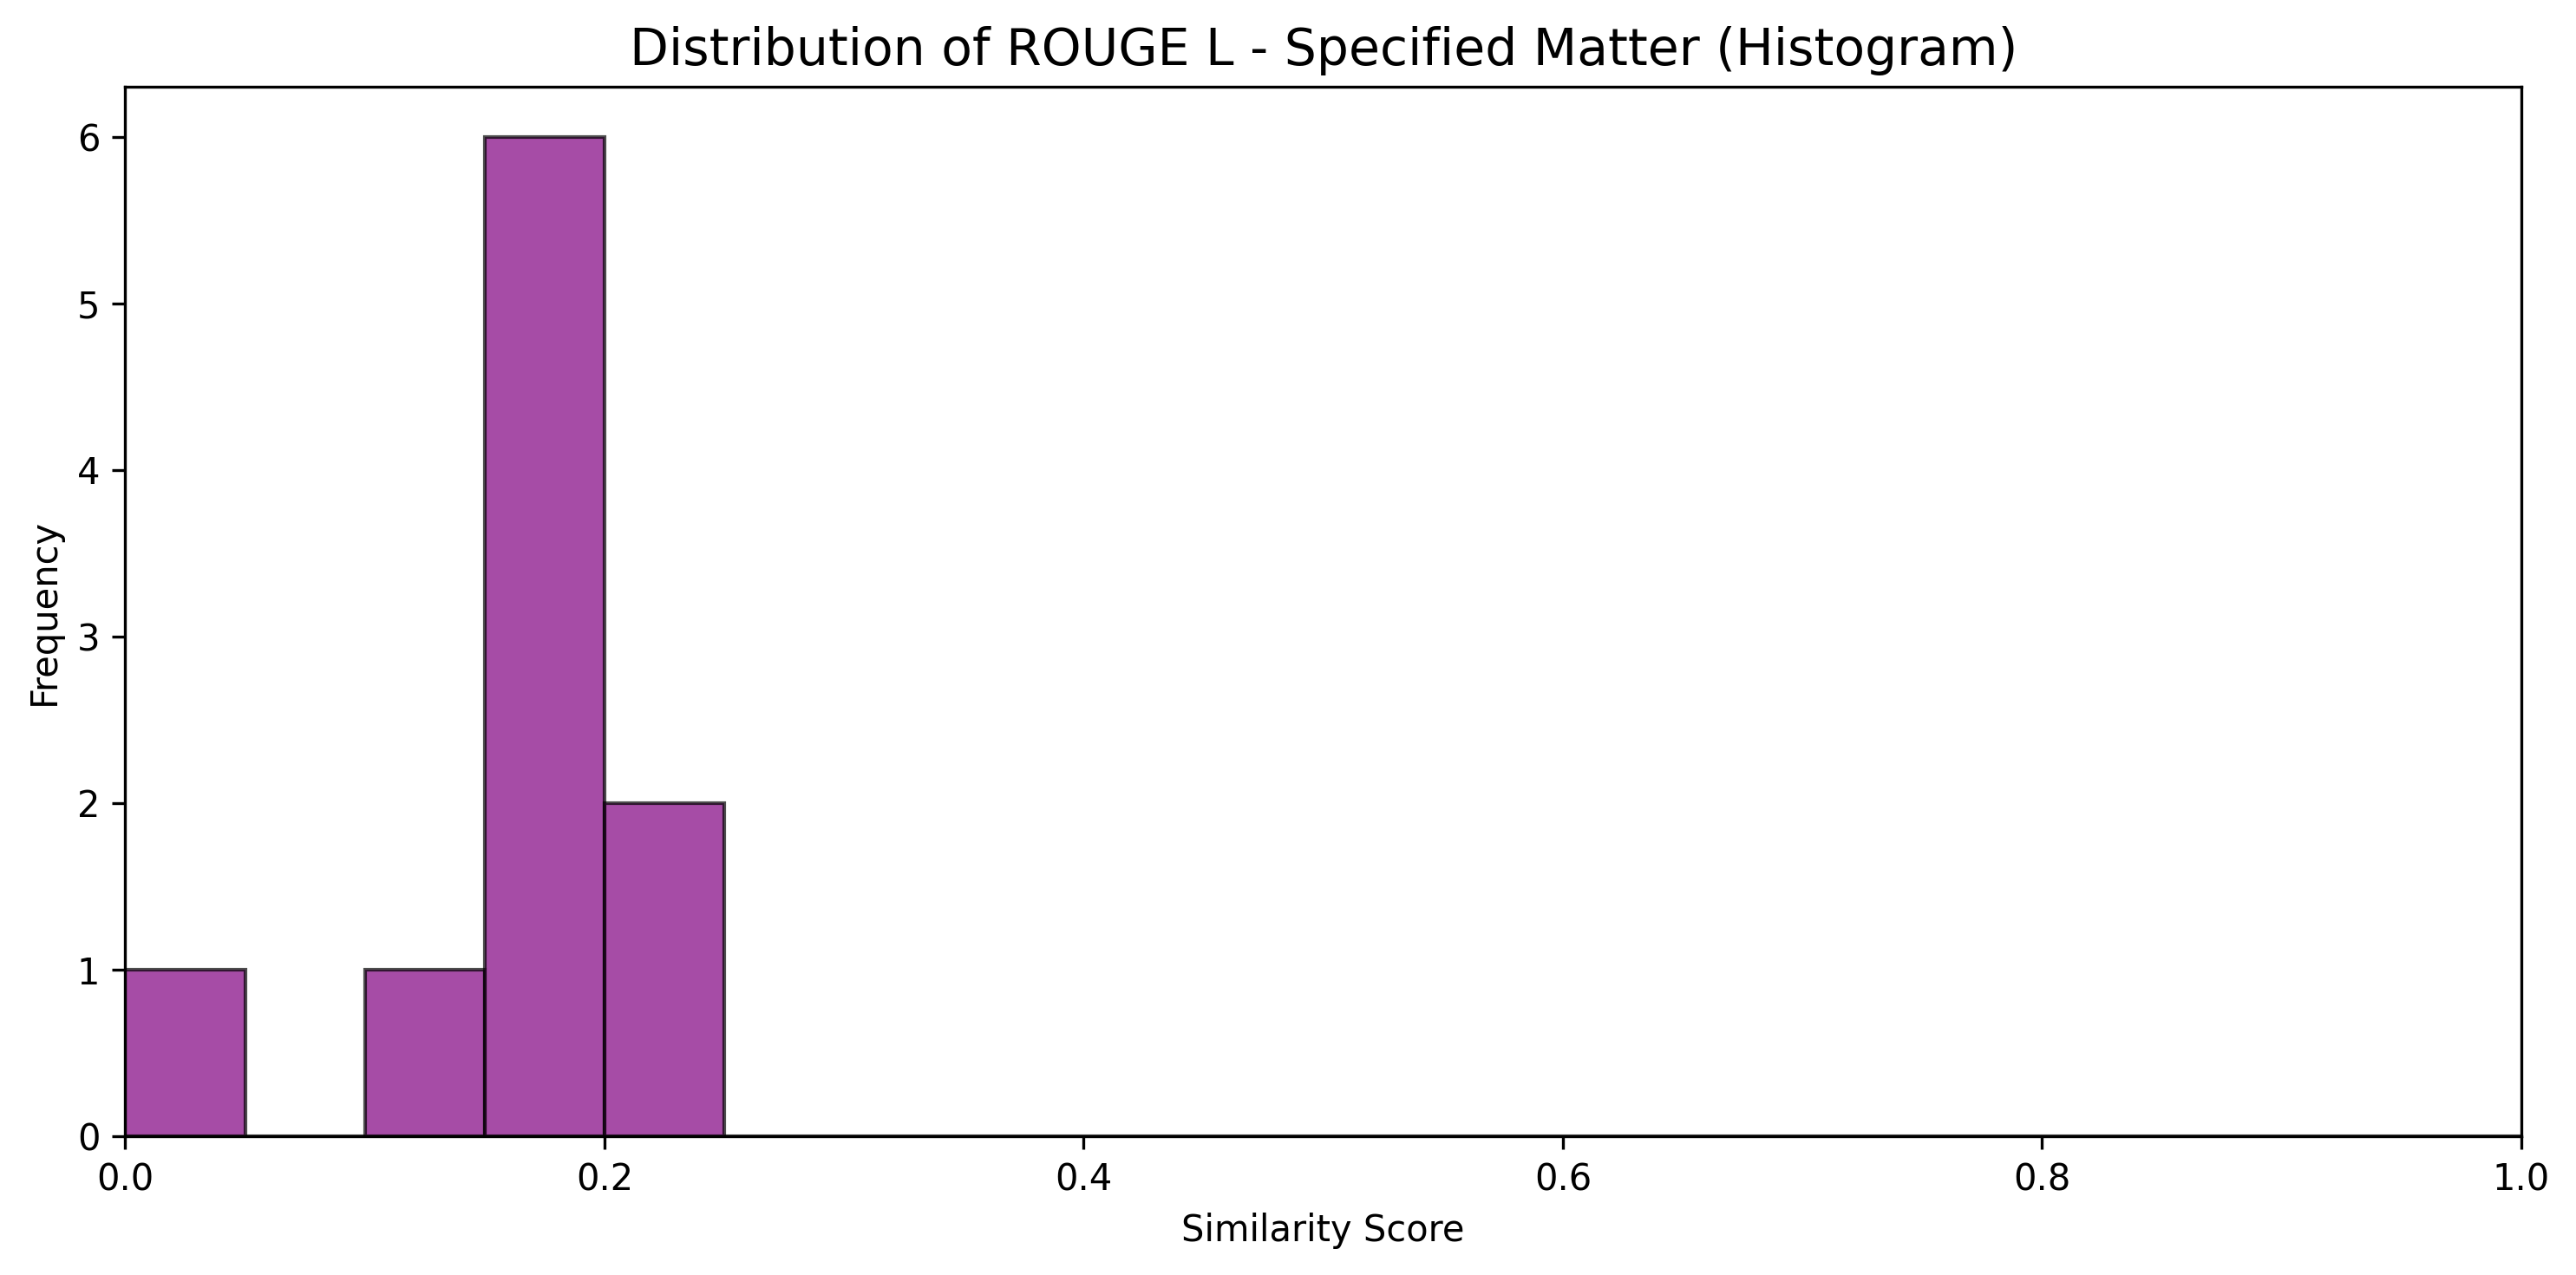 Distribution of ROUGE L - Specified Matter (Histogram)
Frequency
6
5
4
3
2
1
0
0.0 0.2 0.4 0.6 0.8 1.0
Similarity Score